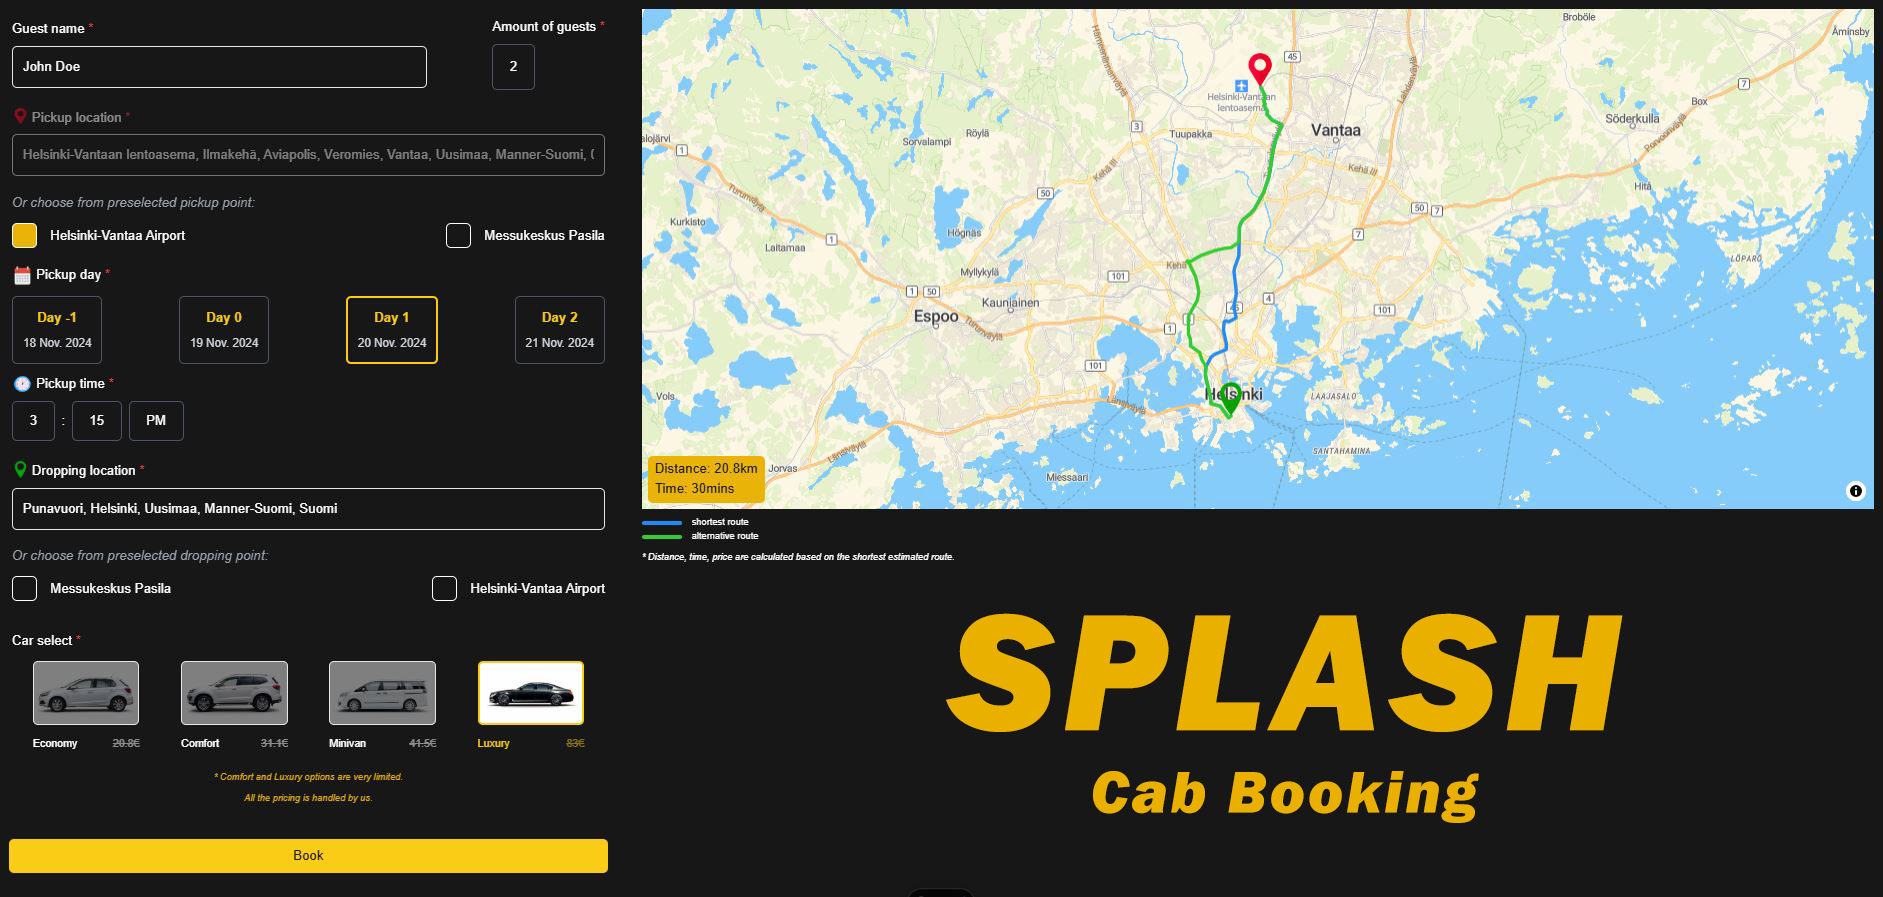 Guest name *
Amount of guests *
John Doe
2
Pickup location *
Helsinki-Vantaan lentoasema, Ilmakehä, Aviapolis, Veromies, Vantaa, Uusimaa, Manner-Suomi,
Or choose from preselected pickup point:
Helsinki-Vantaa Airport
Messukeskus Pasila
Pickup day *
Day -1
18 Nov. 2024
Day 0
19 Nov. 2024
Day 1
20 Nov. 2024
Day 2
21 Nov. 2024
Pickup time *
3 : 15 PM
Dropping location *
Punavuori, Helsinki, Uusimaa, Manner-Suomi, Suomi
Or choose from preselected dropping point:
Messukeskus Pasila
Helsinki-Vantaa Airport
Car select *
Economy 20.8€
Comfort 31.1€
Minivan 41.5€
Luxury 83€
* Comfort and Luxury options are very limited.
All the pricing is handled by us.
Book
Broböle
Åminsby
45
Hämeenlinnanväylä
Lahdenväylä
7
Helsinki-Vantaan
lentoasema
Box
Söderkulla
Porvoonväylä
3
Tuupakka
Vantaa
Röylä
Sorvalampi
1
Kehä III
Kehä III
Turunväylä
50
Hitå
50
7
Kurkisto
Högnäs
1
Laitamaa
7
Kehä I
LÖPARÖ
Myllykylä
101
1
50
Kauniainen
4
45
101
Espoo
Turunväylä
1
101
Vols
Helsinki
LAAJASALO
Länsiväylä
Länsiväylä
SANTAHAMINA
Jorvas
Miessaari
Distance: 20.8km
Time: 30mins
shortest route
alternative route
* Distance, time, price are calculated based on the shortest estimated route.
SPLASH
Cab Booking